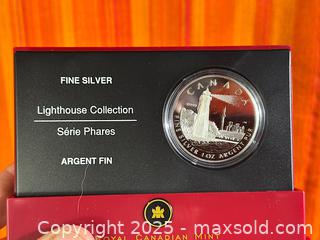 FINE SILVER
Lighthouse Collection
Série Phares
ARGENT FIN
CANADA
FINE SILVER 1 OZ ARGENT PUR
ROYAL CANADIAN MINT
Copyright 2025 - maxsold.com